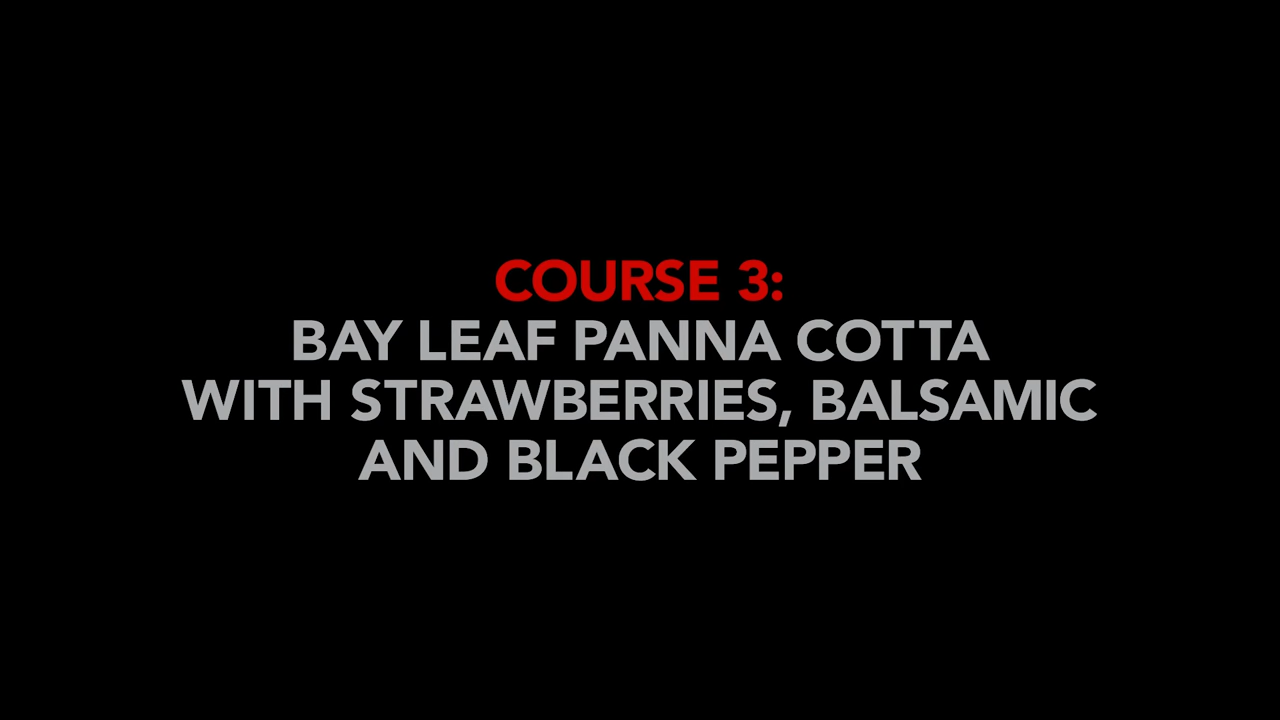 COURSE 3:
BAY LEAF PANNA COTTA
WITH STRAWBERRIES, BALSAMIC
AND BLACK PEPPER